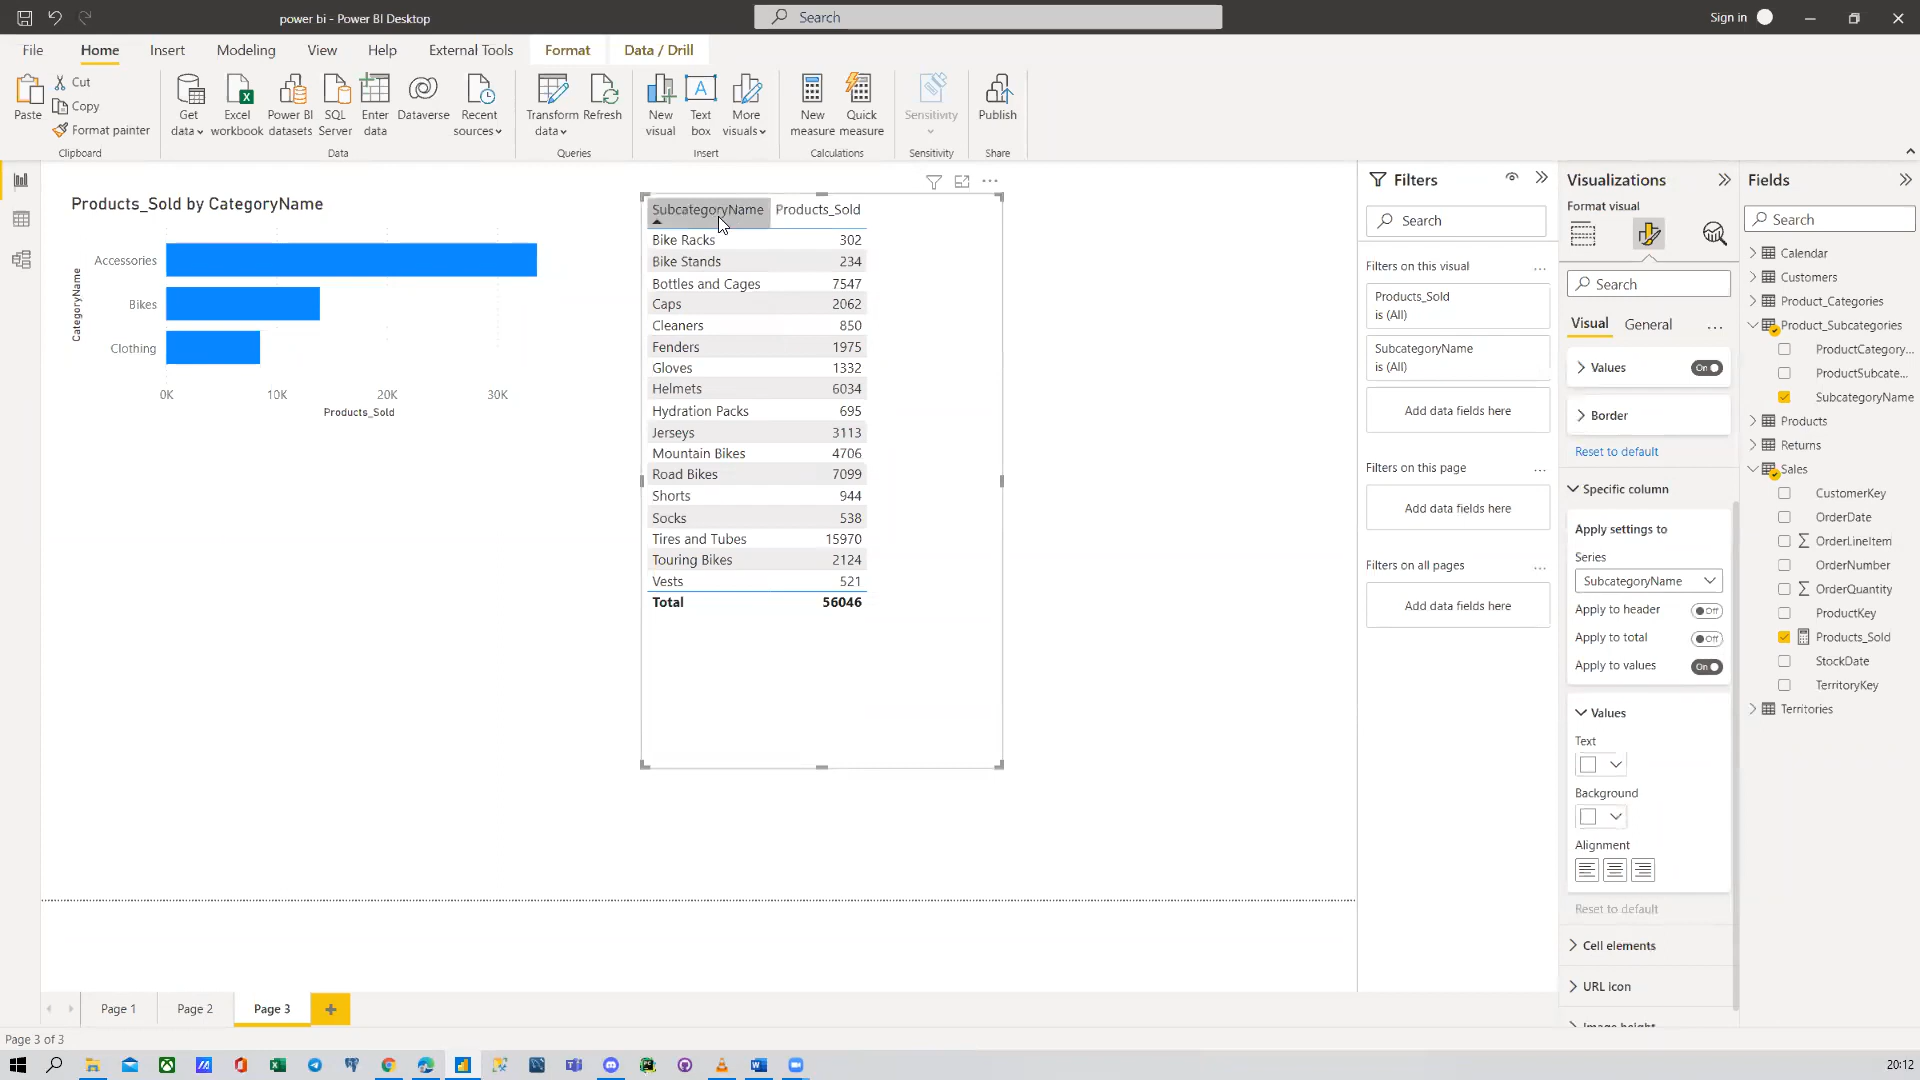 power bi - Power BI Desktop
Search
Sign in
File Home Insert Modeling View Help External Tools Format Data / Drill
Paste
Cut
Copy
Format painter
Clipboard
Get data
Excel workbook
Power BI datasets
SQL Server
Enter data
Dataverse
Recent sources
Data
Transform data
Refresh
Queries
New visual
Text box
More visuals
Insert
New measure
Quick measure
Calculations
Sensitivity
Sensitivity
Publish
Share
Products_Sold by CategoryName
CategoryName
Accessories
Bikes
Clothing
0K 10K 20K 30K
Products_Sold
SubcategoryName Products_Sold
Bike Racks 302
Bike Stands 234
Bottles and Cages 7547
Caps 2062
Cleaners 850
Fenders 1975
Gloves 1332
Helmets 6034
Hydration Packs 695
Jerseys 3113
Mountain Bikes 4706
Road Bikes 7099
Shorts 944
Socks 538
Tires and Tubes 15970
Touring Bikes 2124
Vests 521
Total 56046
Filters
Search
Filters on this visual ...
Products_Sold
is (All)
SubcategoryName
is (All)
Add data fields here
Filters on this page ...
Add data fields here
Filters on all pages ...
Add data fields here
Visualizations
Format visual
Search
Visual General ...
Values On
Border
Reset to default
Specific column
Apply settings to
Series
SubcategoryName
Apply to header Off
Apply to total Off
Apply to values On
Values
Text
Background
Alignment
Reset to default
Cell elements
URL icon
Image height
Fields
Search
Calendar
Customers
Product_Categories
Product_Subcategories
ProductCategory...
ProductSubcate...
SubcategoryName
Products
Returns
Sales
CustomerKey
OrderDate
OrderLineItem
OrderNumber
OrderQuantity
ProductKey
Products_Sold
StockDate
TerritoryKey
Territories
Page 1 Page 2 Page 3
Page 3 of 3
20:12